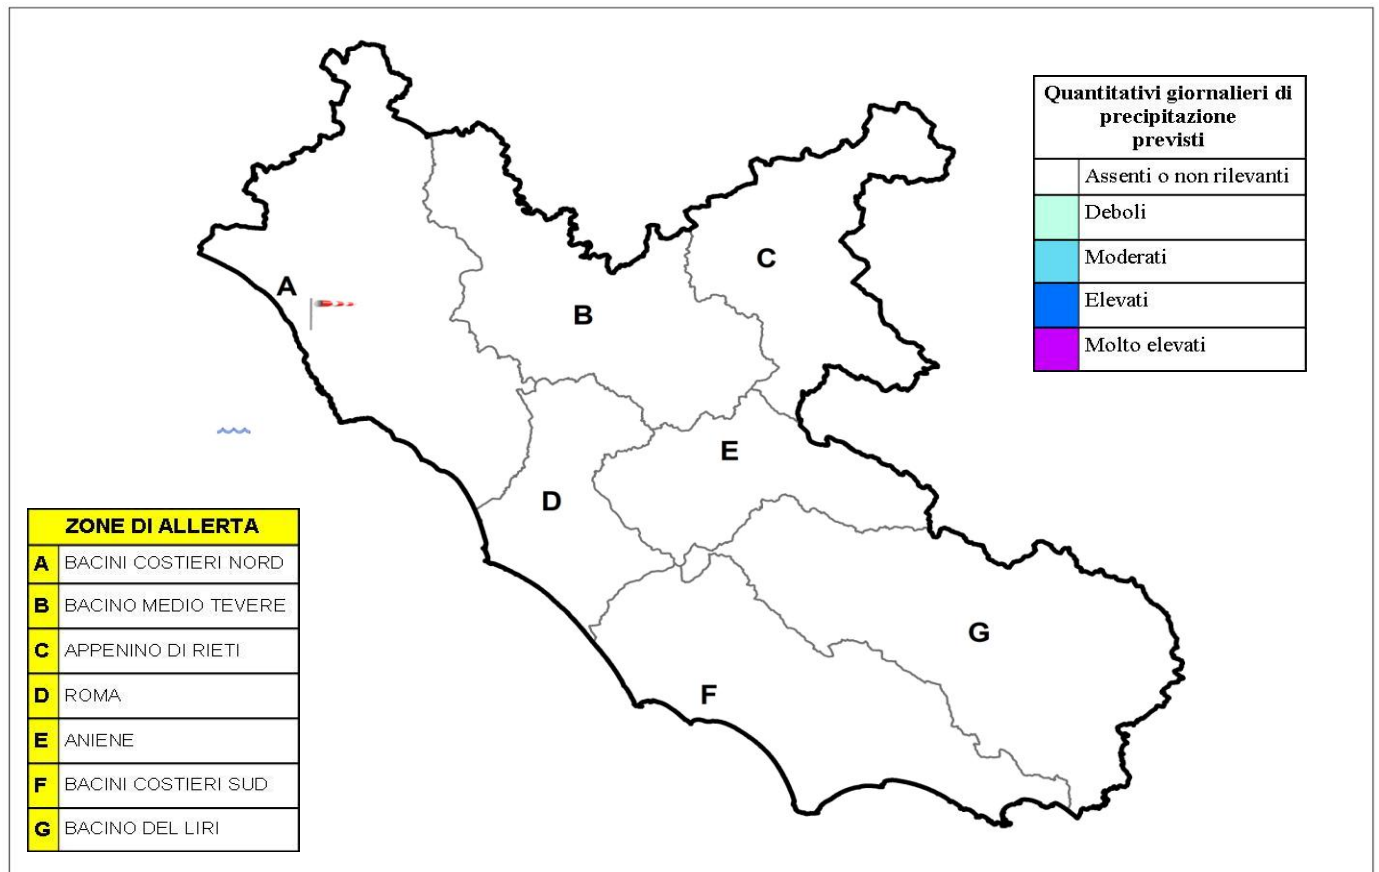 Quantitativi giornalieri di
precipitazione
previsti
Assenti o non rilevanti
Deboli
Moderati
Elevati
Molto elevati
C
A
B
E
D
G
F
ZONE DI ALLERTA
A BACINI COSTIERI NORD
B BACINO MEDIO TEVERE
C APPENINO DI RIETI
D ROMA
E ANIENE
F BACINI COSTIERI SUD
G BACINO DEL LIRI